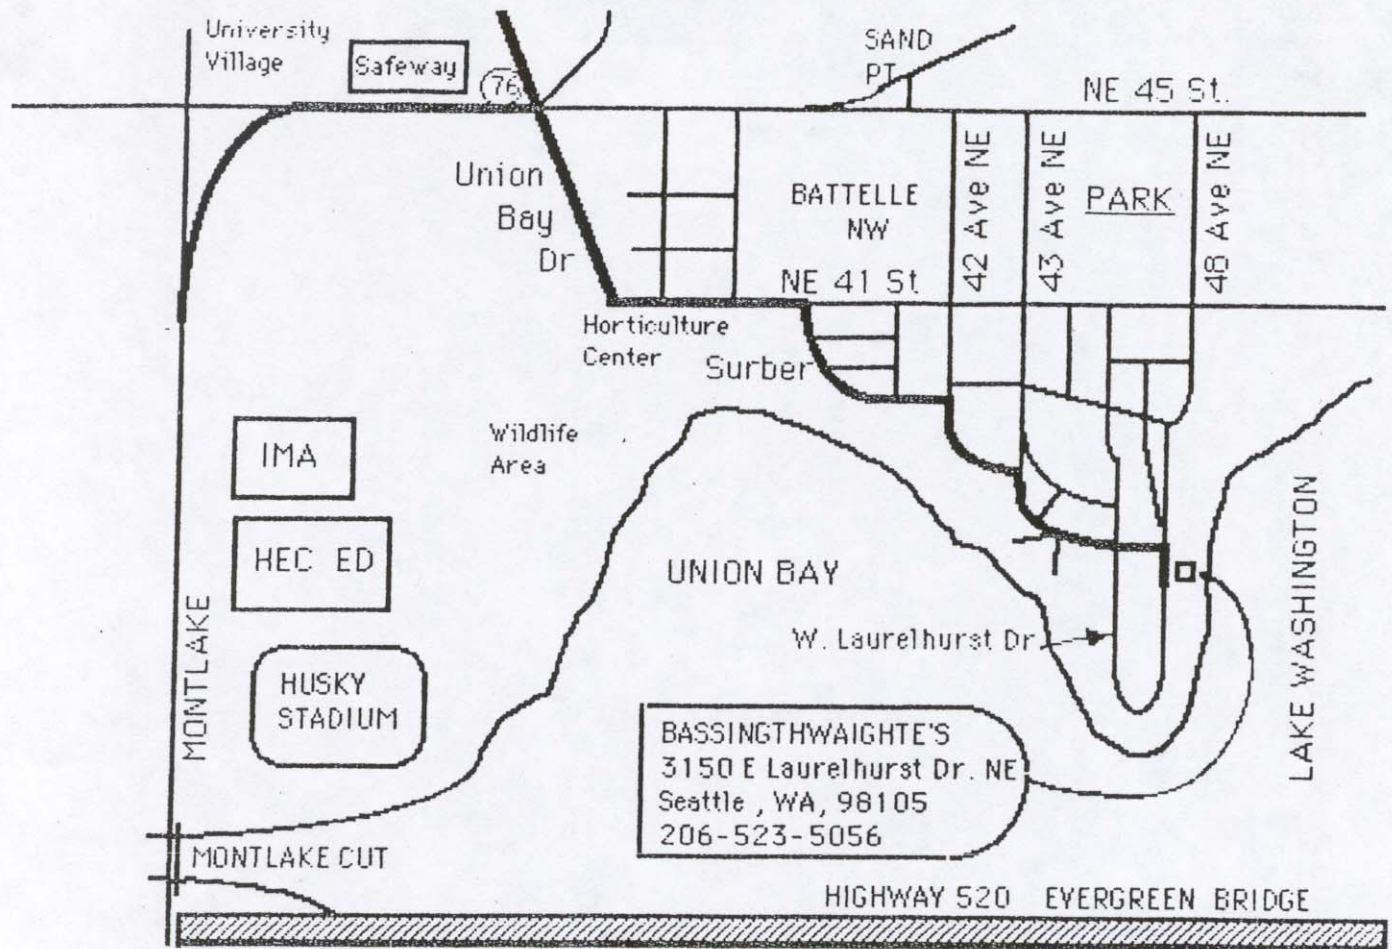 University
Village
Safeway
76
SAND
PT
NE 45 St.
Union
Bay
Dr
BATTELLE
NW
42 Ave NE
43 Ave NE
PARK
48 Ave NE
NE 41 St
Horticulture
Center
Surber
Wildlife
Area
IMA
HEC ED
HUSKY
STADIUM
MONTLAKE
UNION BAY
W. Laurelhurst Dr
LAKE WASHINGTON
BASSINGTHWAIGHTE'S
3150 E Laurelhurst Dr. NE
Seattle, WA, 98105
206-523-5056
MONTLAKE CUT
HIGHWAY 520 EVERGREEN BRIDGE